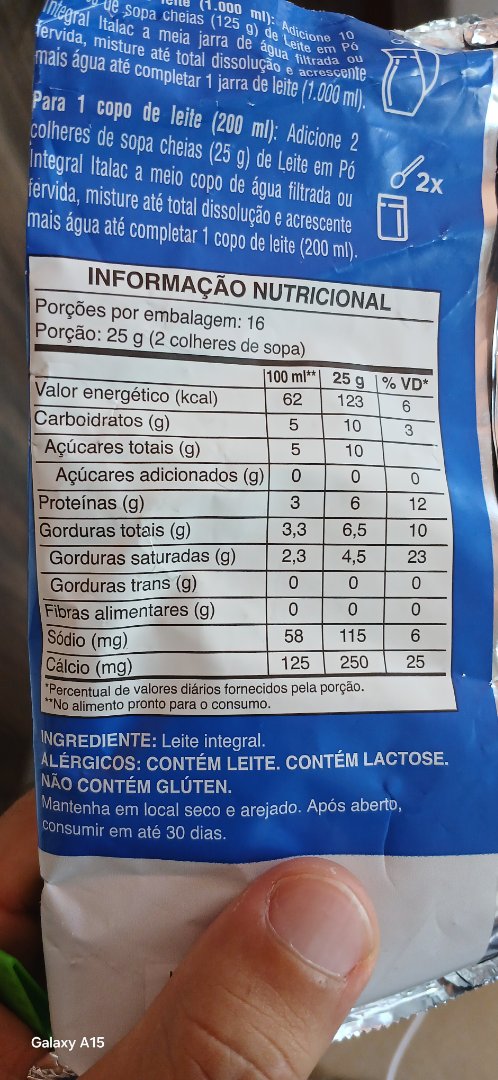 de sopa cheias (125 g) de Leite em Pó
(1.000 ml): Adicione 10
Integral Italac a meia jarra de água filtrada ou
fervida, misture até total dissolução e acrescente
mais água até completar 1 jarra de leite (1.000 ml).
Para 1 copo de leite (200 ml): Adicione 2
colheres de sopa cheias (25 g) de Leite em Pó
Integral Italac a meio copo de água filtrada ou
fervida, misture até total dissolução e acrescente
mais água até completar 1 copo de leite (200 ml).
2x
INFORMAÇÃO NUTRICIONAL
Porções por embalagem: 16
Porção: 25 g (2 colheres de sopa)
100 ml** 25 g % VD*
Valor energético (kcal) 62 123 6
Carboidratos (g) 5 10 3
Açúcares totais (g) 5 10
Açúcares adicionados (g) 0 0 0
Proteínas (g) 3 6 12
Gorduras totais (g) 3,3 6,5 10
Gorduras saturadas (g) 2,3 4,5 23
Gorduras trans (g) 0 0 0
Fibras alimentares (g) 0 0 0
Sódio (mg) 58 115 6
Cálcio (mg) 125 250 25
*Percentual de valores diários fornecidos pela porção.
**No alimento pronto para o consumo.
INGREDIENTE: Leite integral.
ALÉRGICOS: CONTÉM LEITE. CONTÉM LACTOSE.
NÃO CONTÉM GLÚTEN.
Mantenha em local seco e arejado. Após aberto,
consumir em até 30 dias.
Galaxy A15